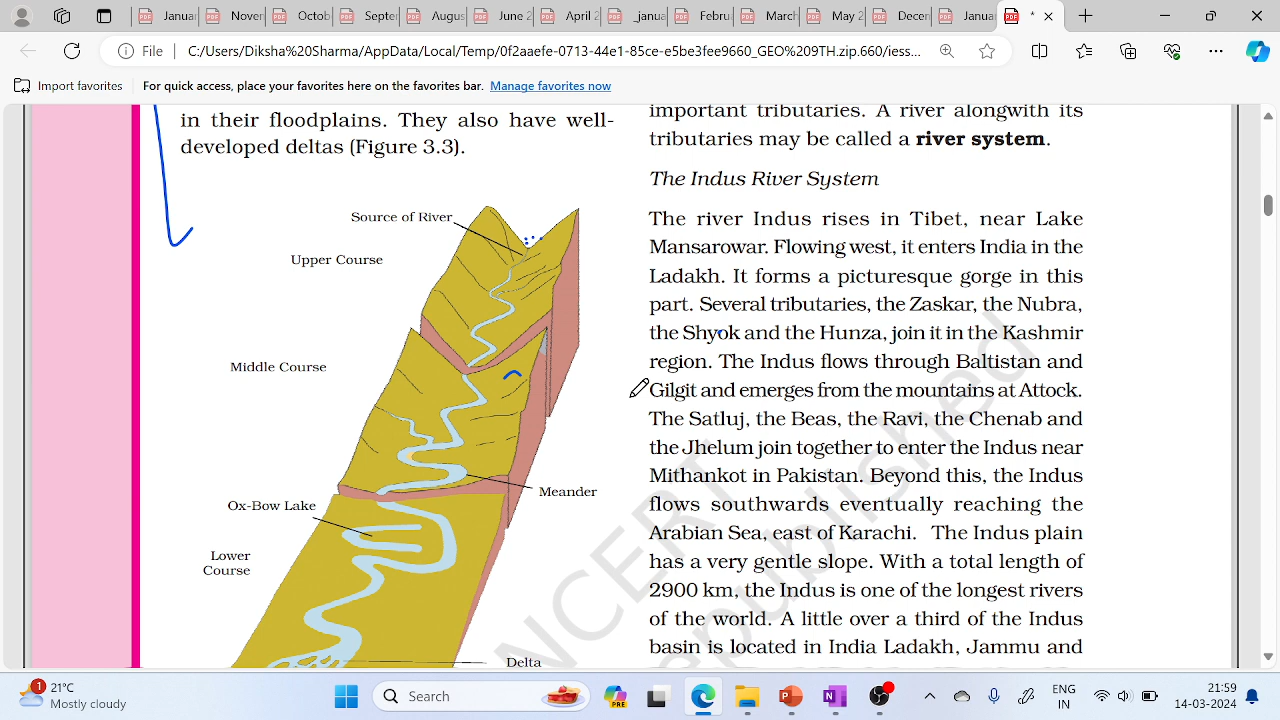 Januar
Nover
Octob
Septer
Augus
June 2
April 2
_janua
Febru
March
May 2
Decer
Januar
*
File
C:/Users/Diksha%20Sharma/AppData/Local/Temp/0f2aaefe-0713-44e1-85ce-e5be3fee9660_GEO%209TH.zip.660/iess...
Import favorites
For quick access, place your favorites here on the favorites bar. Manage favorites now
in their floodplains. They also have well-
developed deltas (Figure 3.3).
Source of River
Upper Course
Middle Course
Meander
Ox-Bow Lake
Lower
Course
Delta
important tributaries. A river alongwith its
tributaries may be called a river system.
The Indus River System
The river Indus rises in Tibet, near Lake
Mansarowar. Flowing west, it enters India in the
Ladakh. It forms a picturesque gorge in this
part. Several tributaries, the Zaskar, the Nubra,
the Shyok and the Hunza, join it in the Kashmir
region. The Indus flows through Baltistan and
Gilgit and emerges from the mountains at Attock.
The Satluj, the Beas, the Ravi, the Chenab and
the Jhelum join together to enter the Indus near
Mithankot in Pakistan. Beyond this, the Indus
flows southwards eventually reaching the
Arabian Sea, east of Karachi. The Indus plain
has a very gentle slope. With a total length of
2900 km, the Indus is one of the longest rivers
of the world. A little over a third of the Indus
basin is located in India Ladakh, Jammu and
NCERT
published
1
21°C
Mostly cloudy
Search
PRE
ENG
IN
21:59
14-03-2024